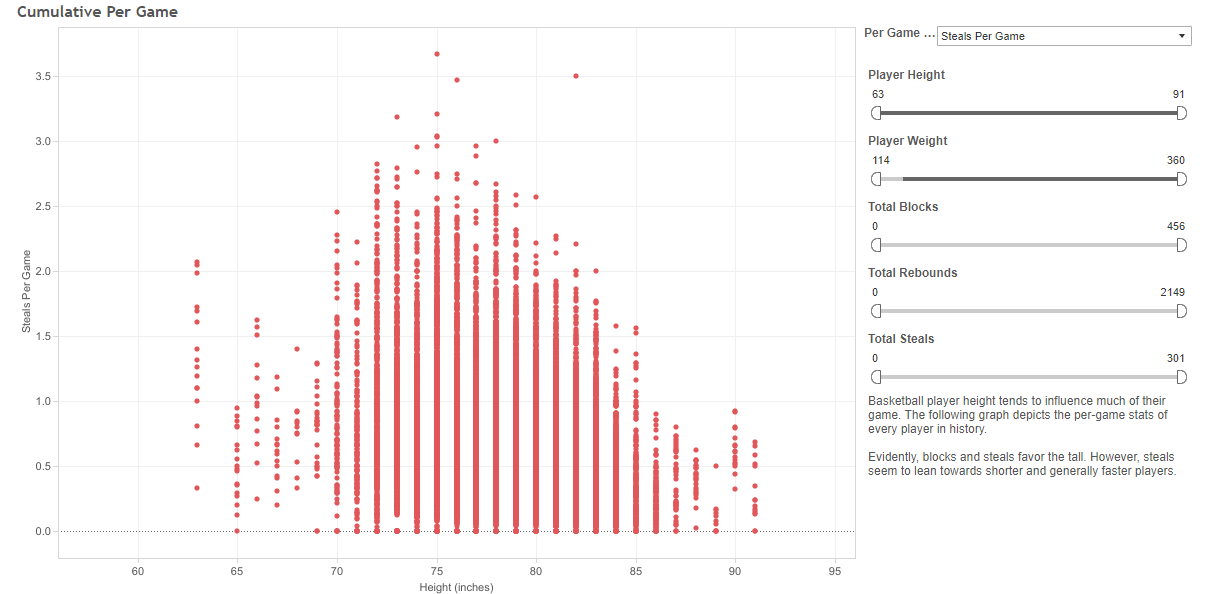 Cumulative Per Game
Per Game ...
Steals Per Game
Player Height
63 91
Player Weight
114 360
Total Blocks
0 456
Total Rebounds
0 2149
Total Steals
0 301
Basketball player height tends to influence much of their
game. The following graph depicts the per-game stats of
every player in history.
Evidently, blocks and steals favor the tall. However, steals
seem to lean towards shorter and generally faster players.
Steals Per Game
3.5
3.0
2.5
2.0
1.5
1.0
0.5
0.0
60 65 70 75 80 85 90 95
Height (inches)